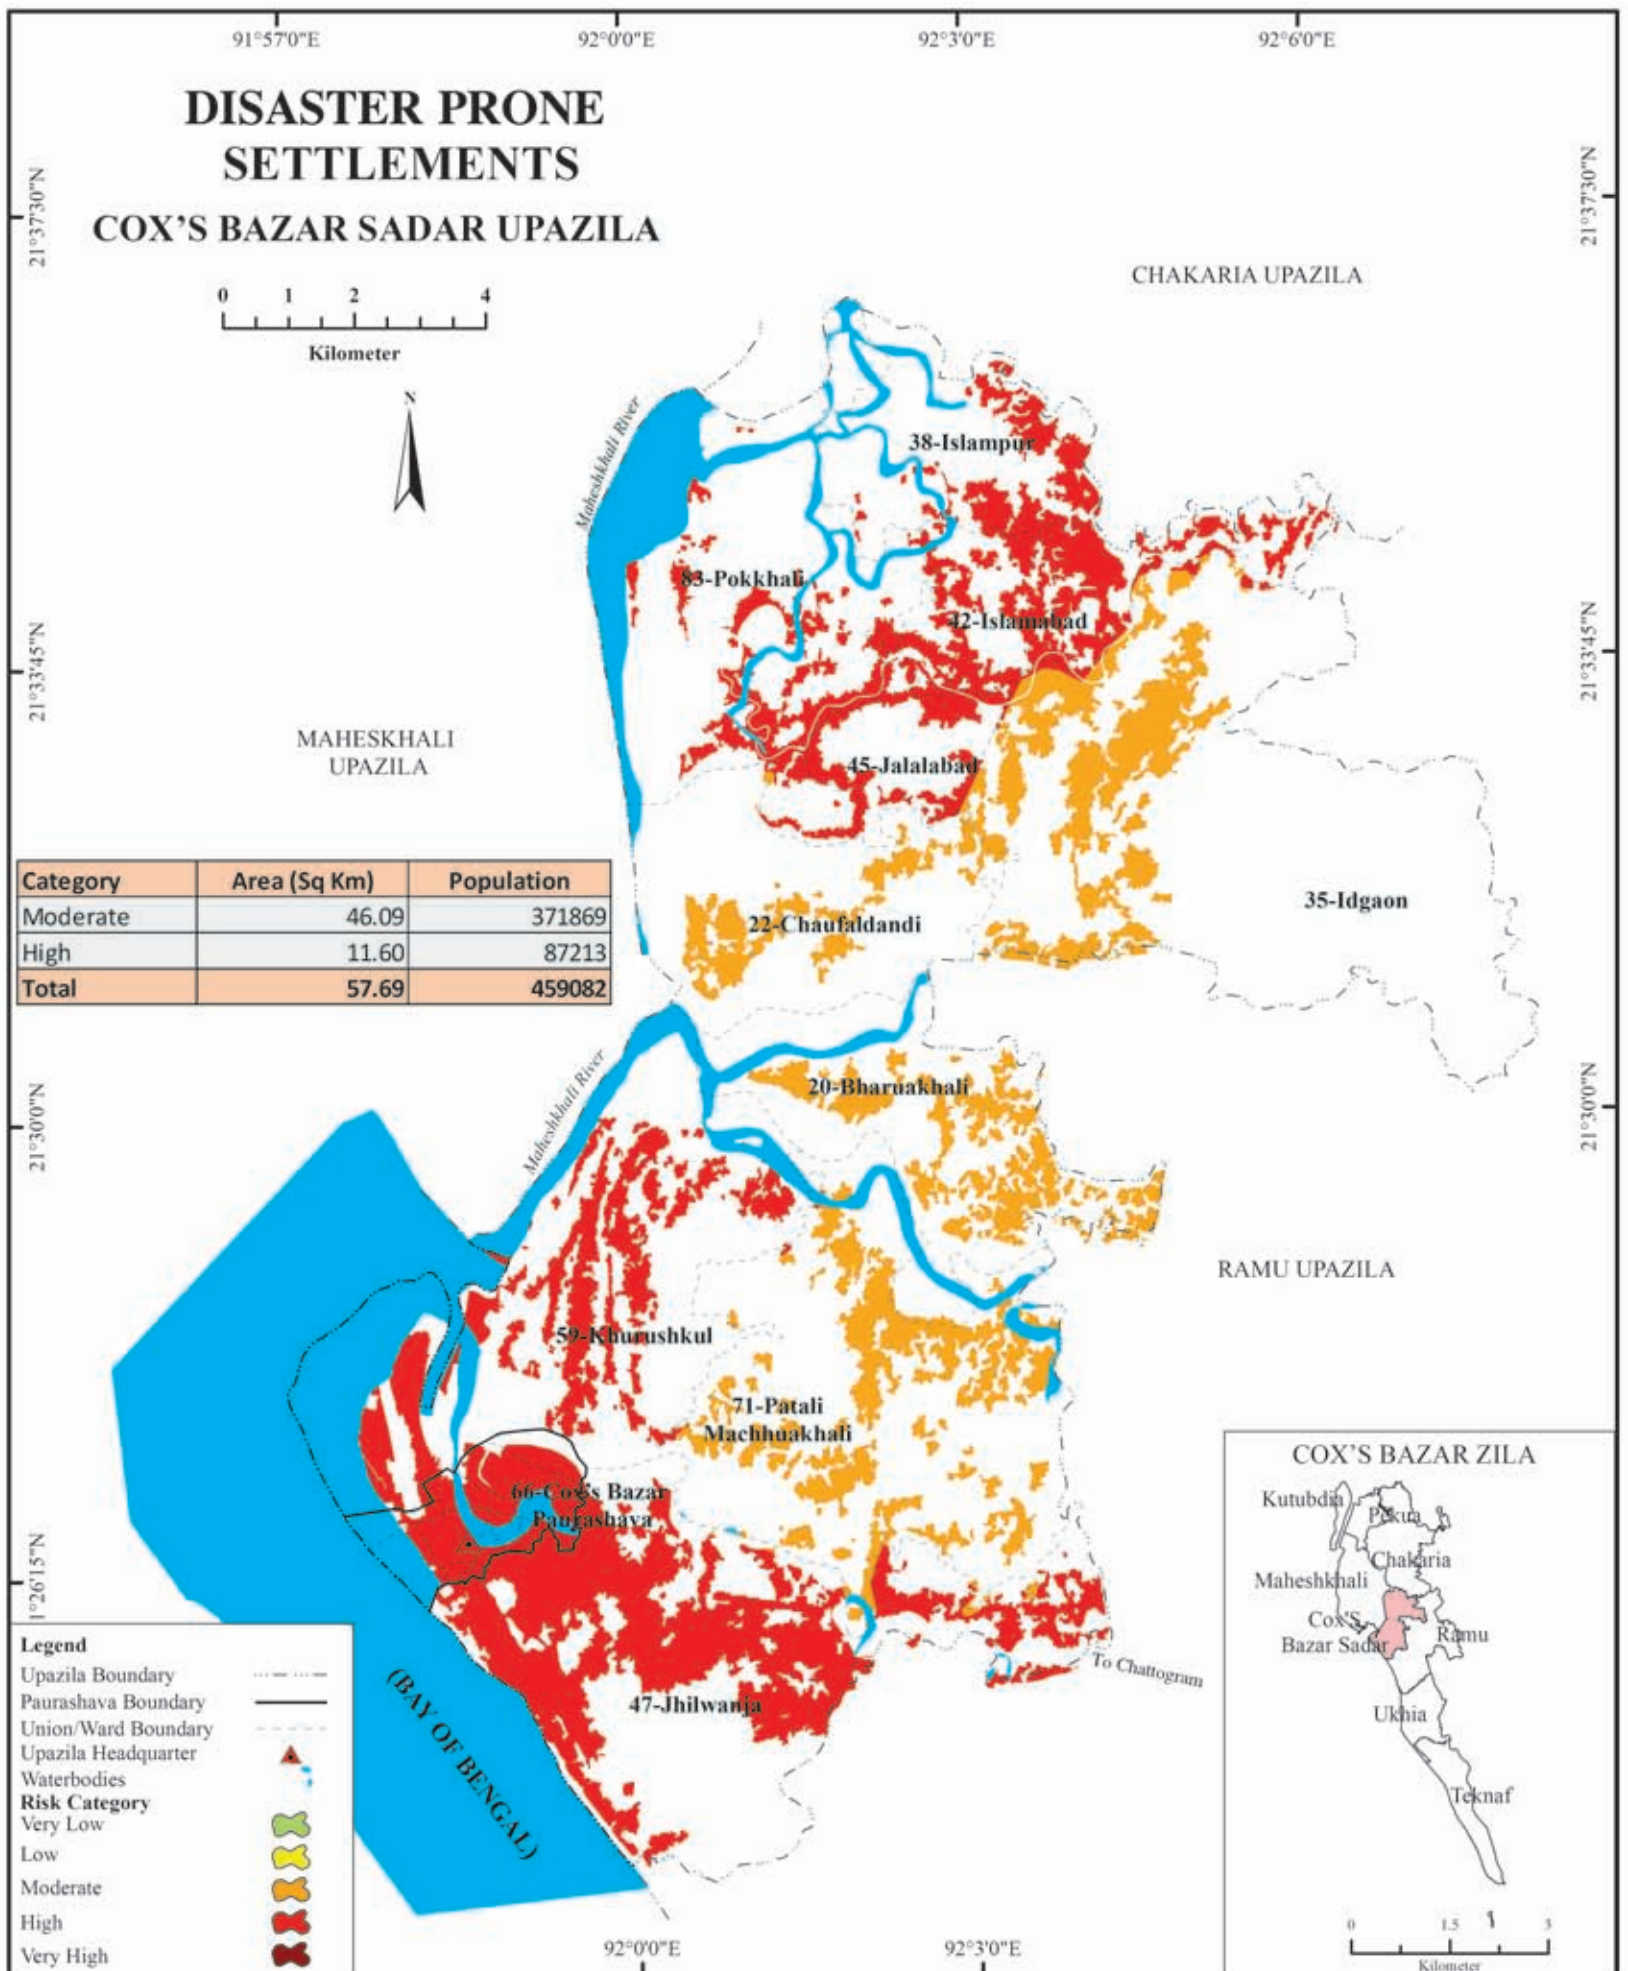 91°57'0"E
92°0'0"E
92°3'0"E
92°6'0"E
DISASTER PRONE
SETTLEMENTS
COX'S BAZAR SADAR UPAZILA
21°37'30"N
21°37'30"N
CHAKARIA UPAZILA
0 1 2 4
Kilometer
N
Maheshkhali River
38-Islampur
83-Pokkhali
42-Islamabad
21°33'45"N
21°33'45"N
MAHESKHALI
UPAZILA
45-Jalalabad
Category Area (Sq Km) Population
Moderate 46.09 371869
High 11.60 87213
Total 57.69 459082
35-Idgaon
22-Chaufaldandi
Maheshkhali River
20-Bharuakhali
21°30'0"N
21°30'0"N
RAMU UPAZILA
59-Khurushkul
71-Patali
Machhuakhali
66-Cox's Bazar
Paurashava
1°26'15"N
To Chattogram
47-Jhilwanja
(BAY OF BENGAL)
Legend
Upazila Boundary
Paurashava Boundary
Union/Ward Boundary
Upazila Headquarter
Waterbodies
Risk Category
Very Low
Low
Moderate
High
Very High
COX'S BAZAR ZILA
Kutubdia
Pekua
Chakaria
Maheshkhali
Cox'S
Bazar Sadar
Ramu
Ukhia
Teknaf
0 1.5 3
Kilometer
92°0'0"E
92°3'0"E